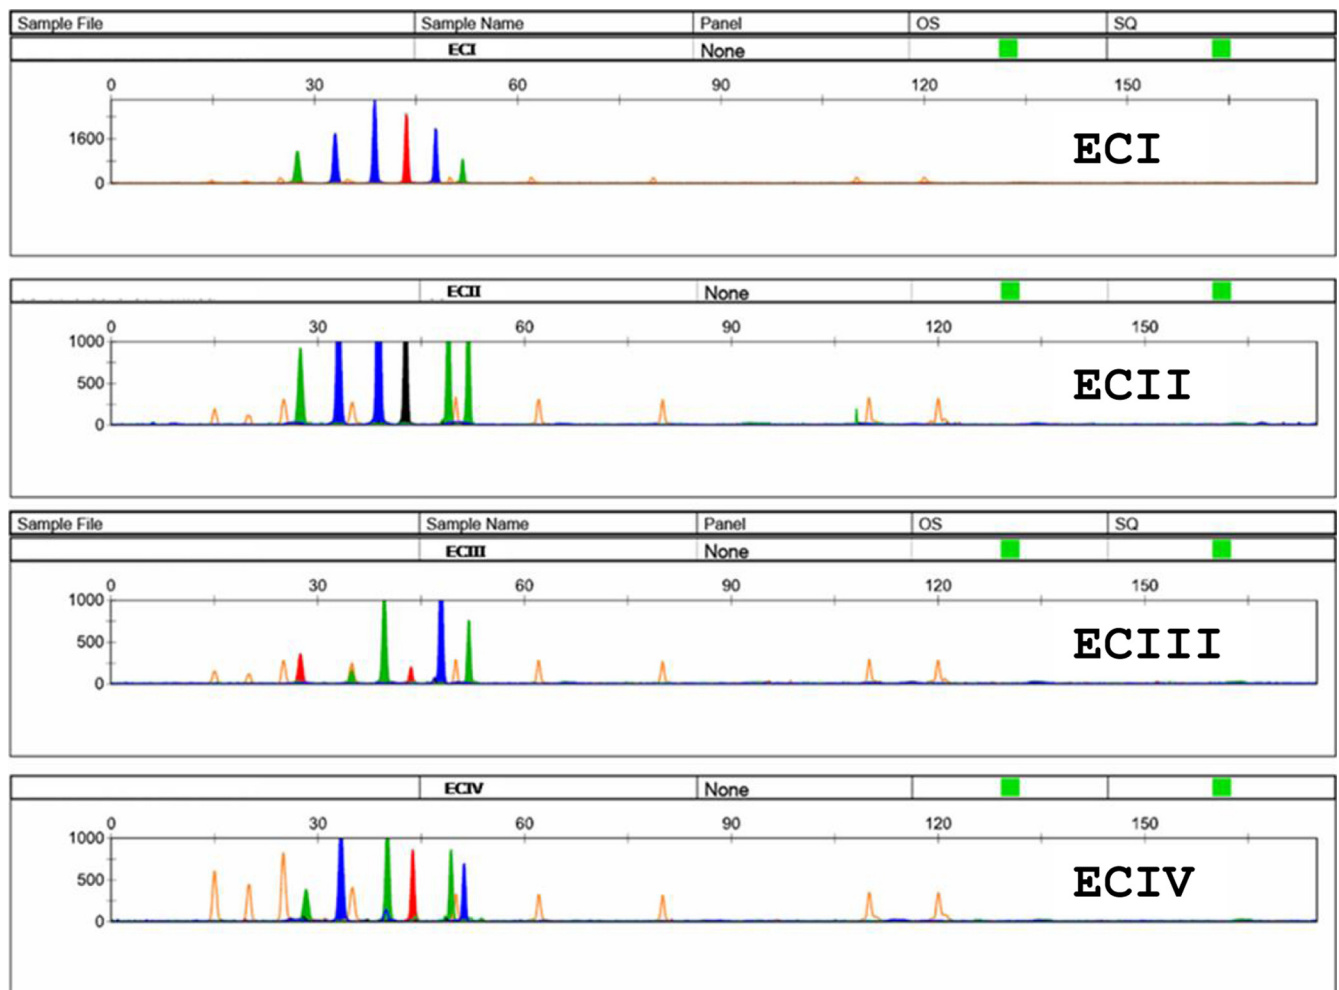 Sample File Sample Name Panel OS SQ
ECI None
0 30 60 90 120 150
1600
0
ECI
ECII None
0 30 60 90 120 150
1000
500
0
ECII
Sample File Sample Name Panel OS SQ
ECIII None
0 30 60 90 120 150
1000
500
0
ECIII
ECIV None
0 30 60 90 120 150
1000
500
0
ECIV